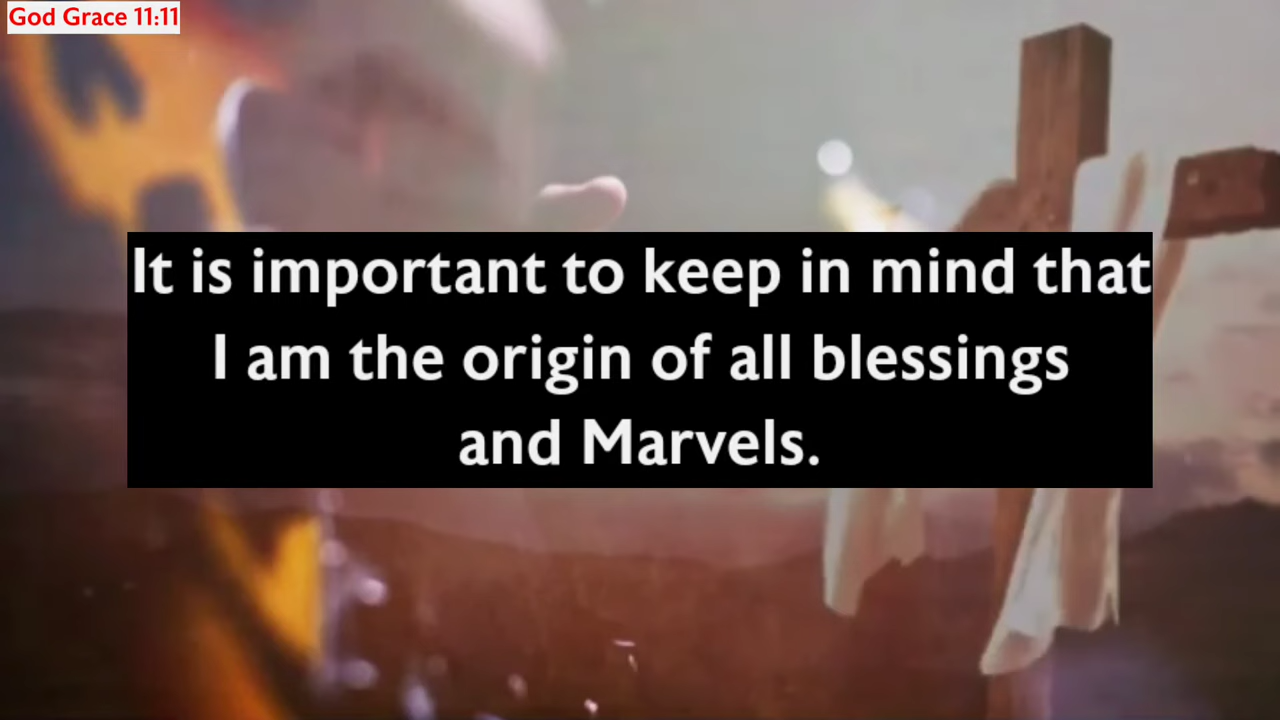 God Grace 11:11
It is important to keep in mind that
I am the origin of all blessings
and Marvels.